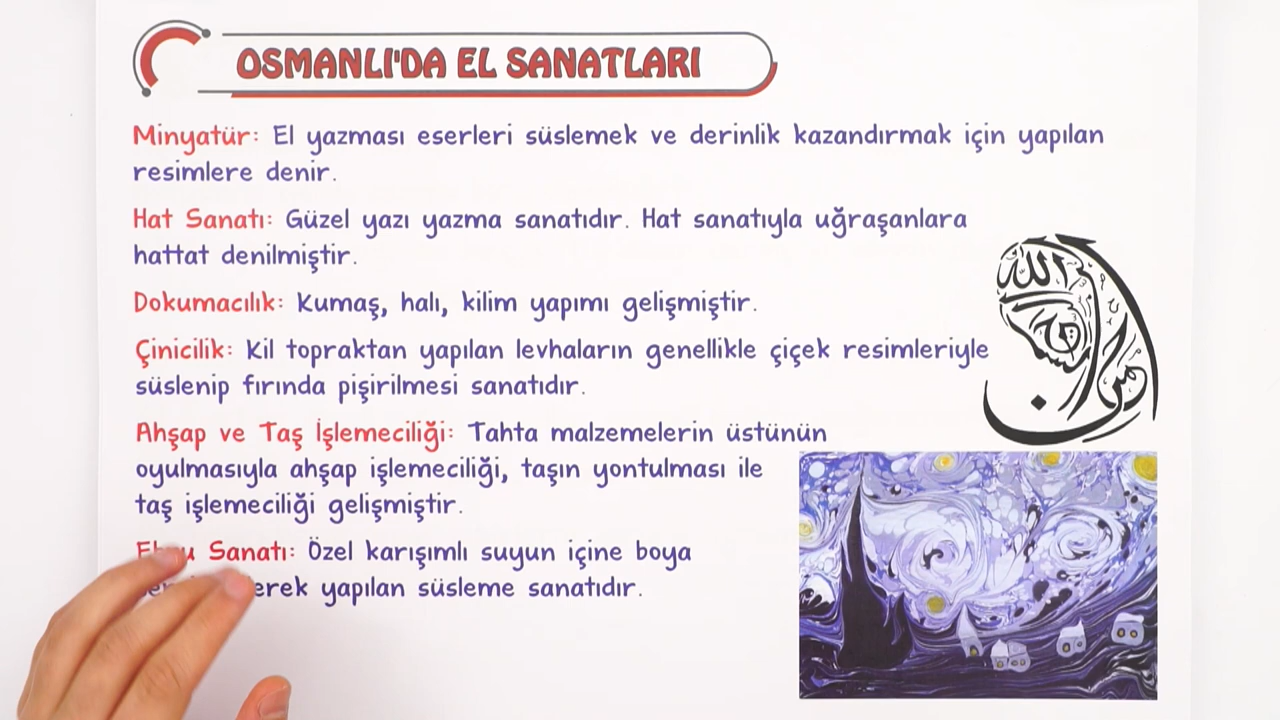 OSMANLI'DA EL SANATLARI
Minyatür: El yazması eserleri süslemek ve derinlik kazandırmak için yapılan
resimlere denir.
Hat Sanatı: Güzel yazı yazma sanatıdır. Hat sanatıyla uğraşanlara
hattat denilmiştir.
Dokumacılık: Kumaş, halı, kilim yapımı gelişmiştir.
Çinicilik: Kil topraktan yapılan levhaların genellikle çiçek resimleriyle
süslenip fırında pişirilmesi sanatıdır.
Ahşap ve Taş İşlemeciliği: Tahta malzemelerin üstünün
oyulmasıyla ahşap işlemeciliği, taşın yontulması ile
taş işlemeciliği gelişmiştir.
Sanatı: Özel karışımlı suyun içine boya
yapılan süsleme sanatıdır.